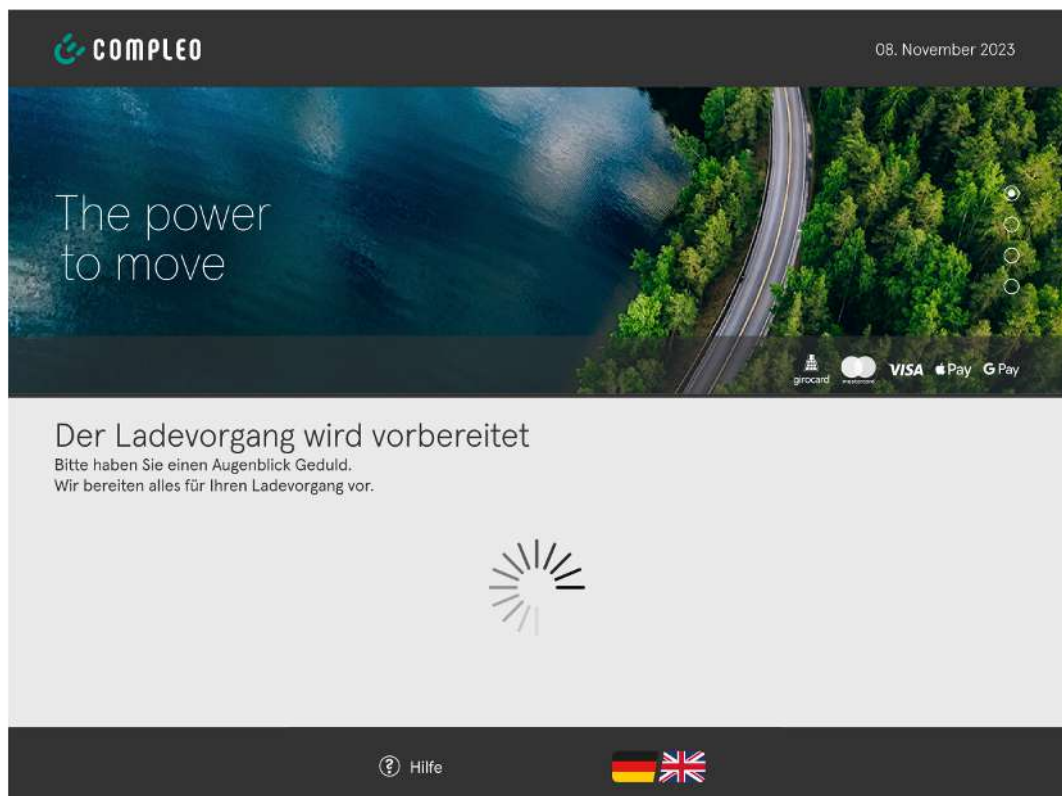 COMPLEO
08. November 2023
The power
to move
girocard
mastercard
VISA
Pay
G Pay
Der Ladevorgang wird vorbereitet
Bitte haben Sie einen Augenblick Geduld.
Wir bereiten alles für Ihren Ladevorgang vor.
? Hilfe